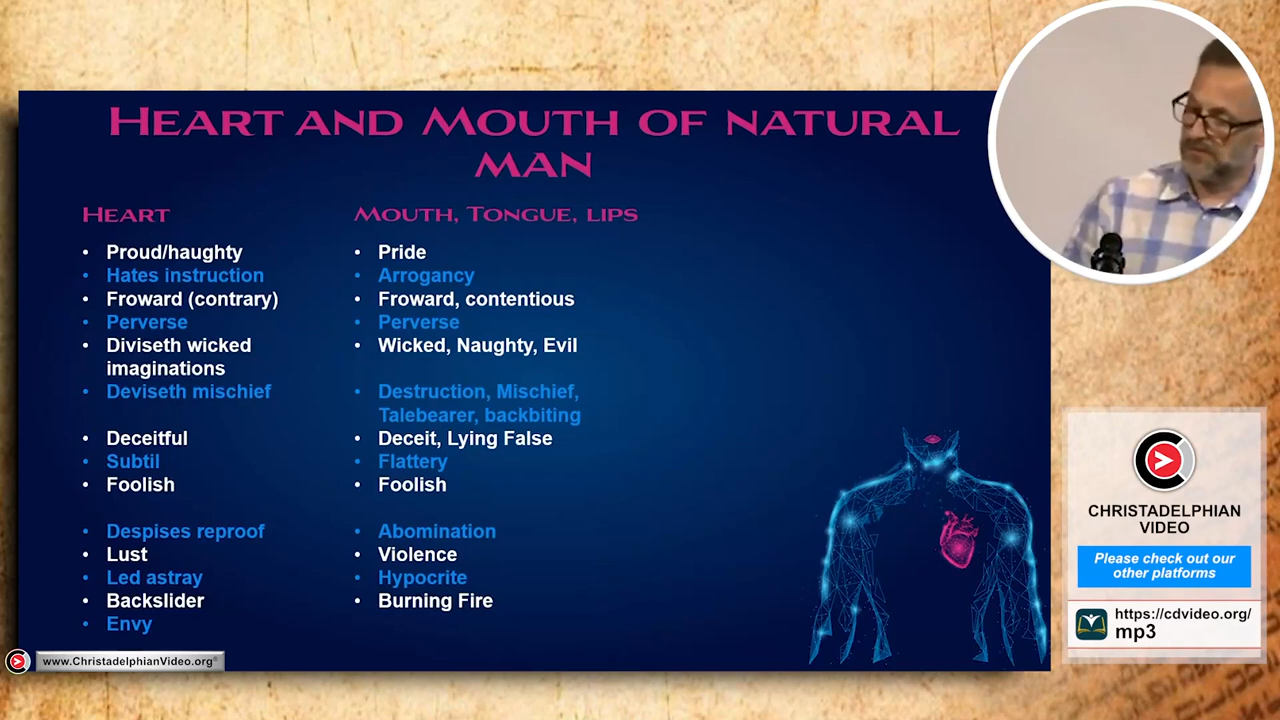 HEART AND MOUTH OF NATURAL
MAN
HEART
• Proud/haughty
• Hates instruction
• Froward (contrary)
• Perverse
• Diviseth wicked
imaginations
• Deviseth mischief
• Deceitful
• Subtil
• Foolish
• Despises reproof
• Lust
• Led astray
• Backslider
• Envy
MOUTH, TONGUE, LIPS
• Pride
• Arrogancy
• Froward, contentious
• Perverse
• Wicked, Naughty, Evil
• Destruction, Mischief,
Talebearer, backbiting
• Deceit, Lying False
• Flattery
• Foolish
• Abomination
• Violence
• Hypocrite
• Burning Fire
CHRISTADELPHIAN
VIDEO
Please check out our
other platforms
https://cdvideo.org/
mp3
www.ChristadelphianVideo.org®